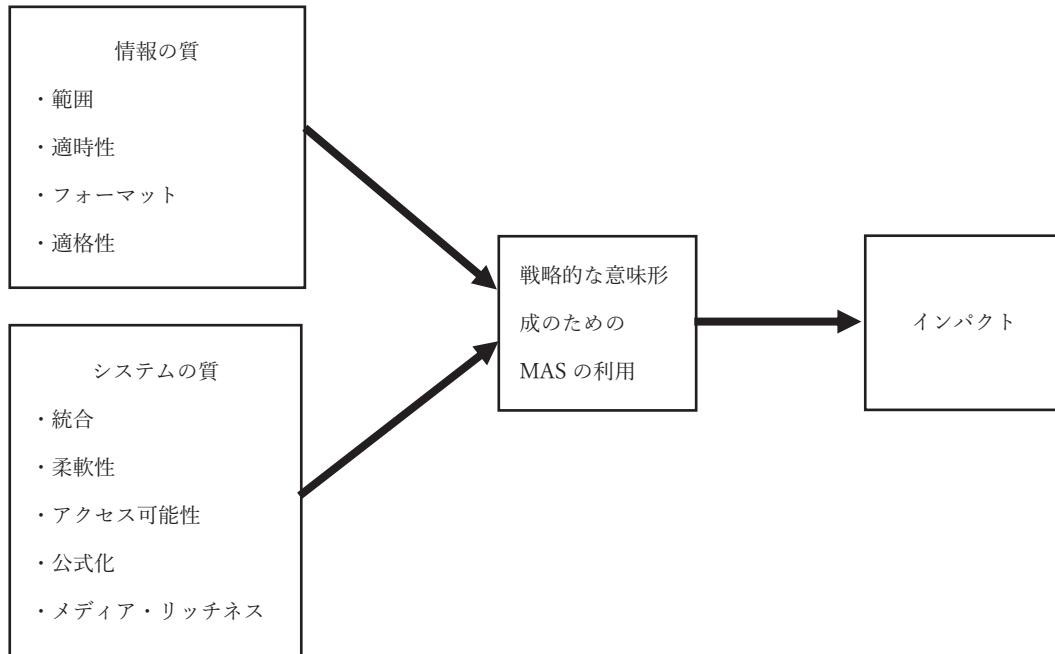 情報の質
・範囲
・適時性
・フォーマット
・適格性
システムの質
・統合
・柔軟性
・アクセス可能性
・公式化
・メディア・リッチネス
戦略的な意味形
成のための
MAS の利用
インパクト